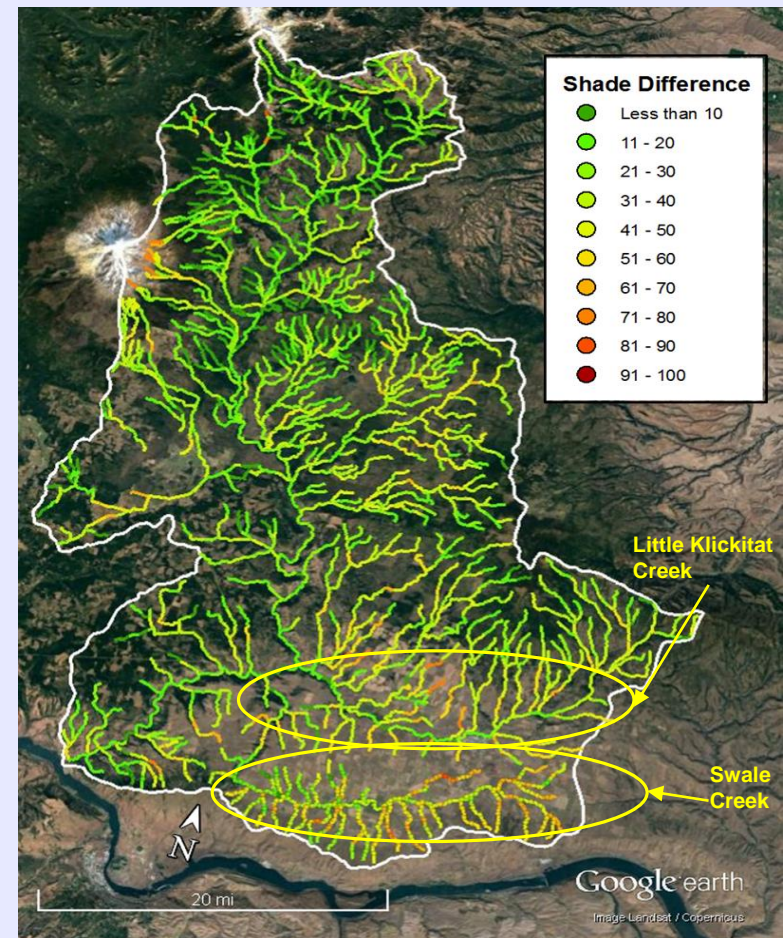 Shade Difference
Less than 10
11 - 20
21 - 30
31 - 40
41 - 50
51 - 60
61 - 70
71 - 80
81 - 90
91 - 100
Little Klickitat
Creek
Swale
Creek
N
20 mi
Google earth
Image Landsat / Copernicus